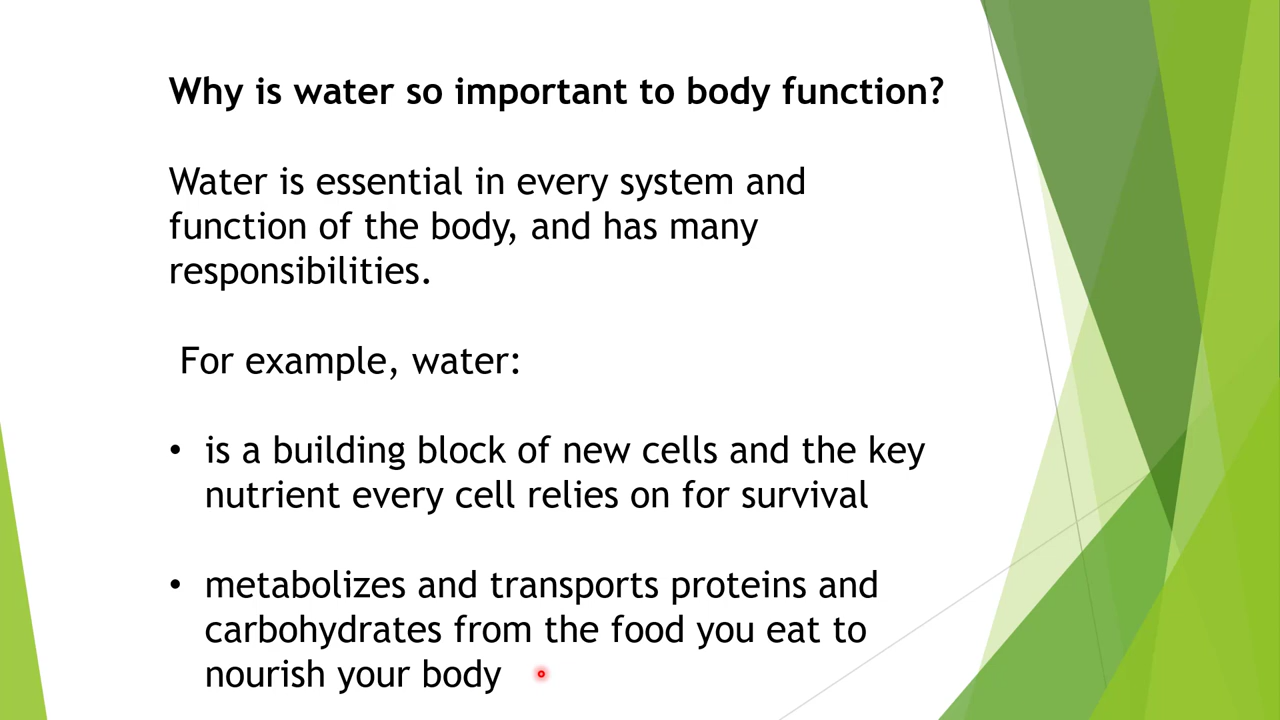 Why is water so important to body function?
Water is essential in every system and
function of the body, and has many
responsibilities.
For example, water:
• is a building block of new cells and the key
nutrient every cell relies on for survival
• metabolizes and transports proteins and
carbohydrates from the food you eat to
nourish your body